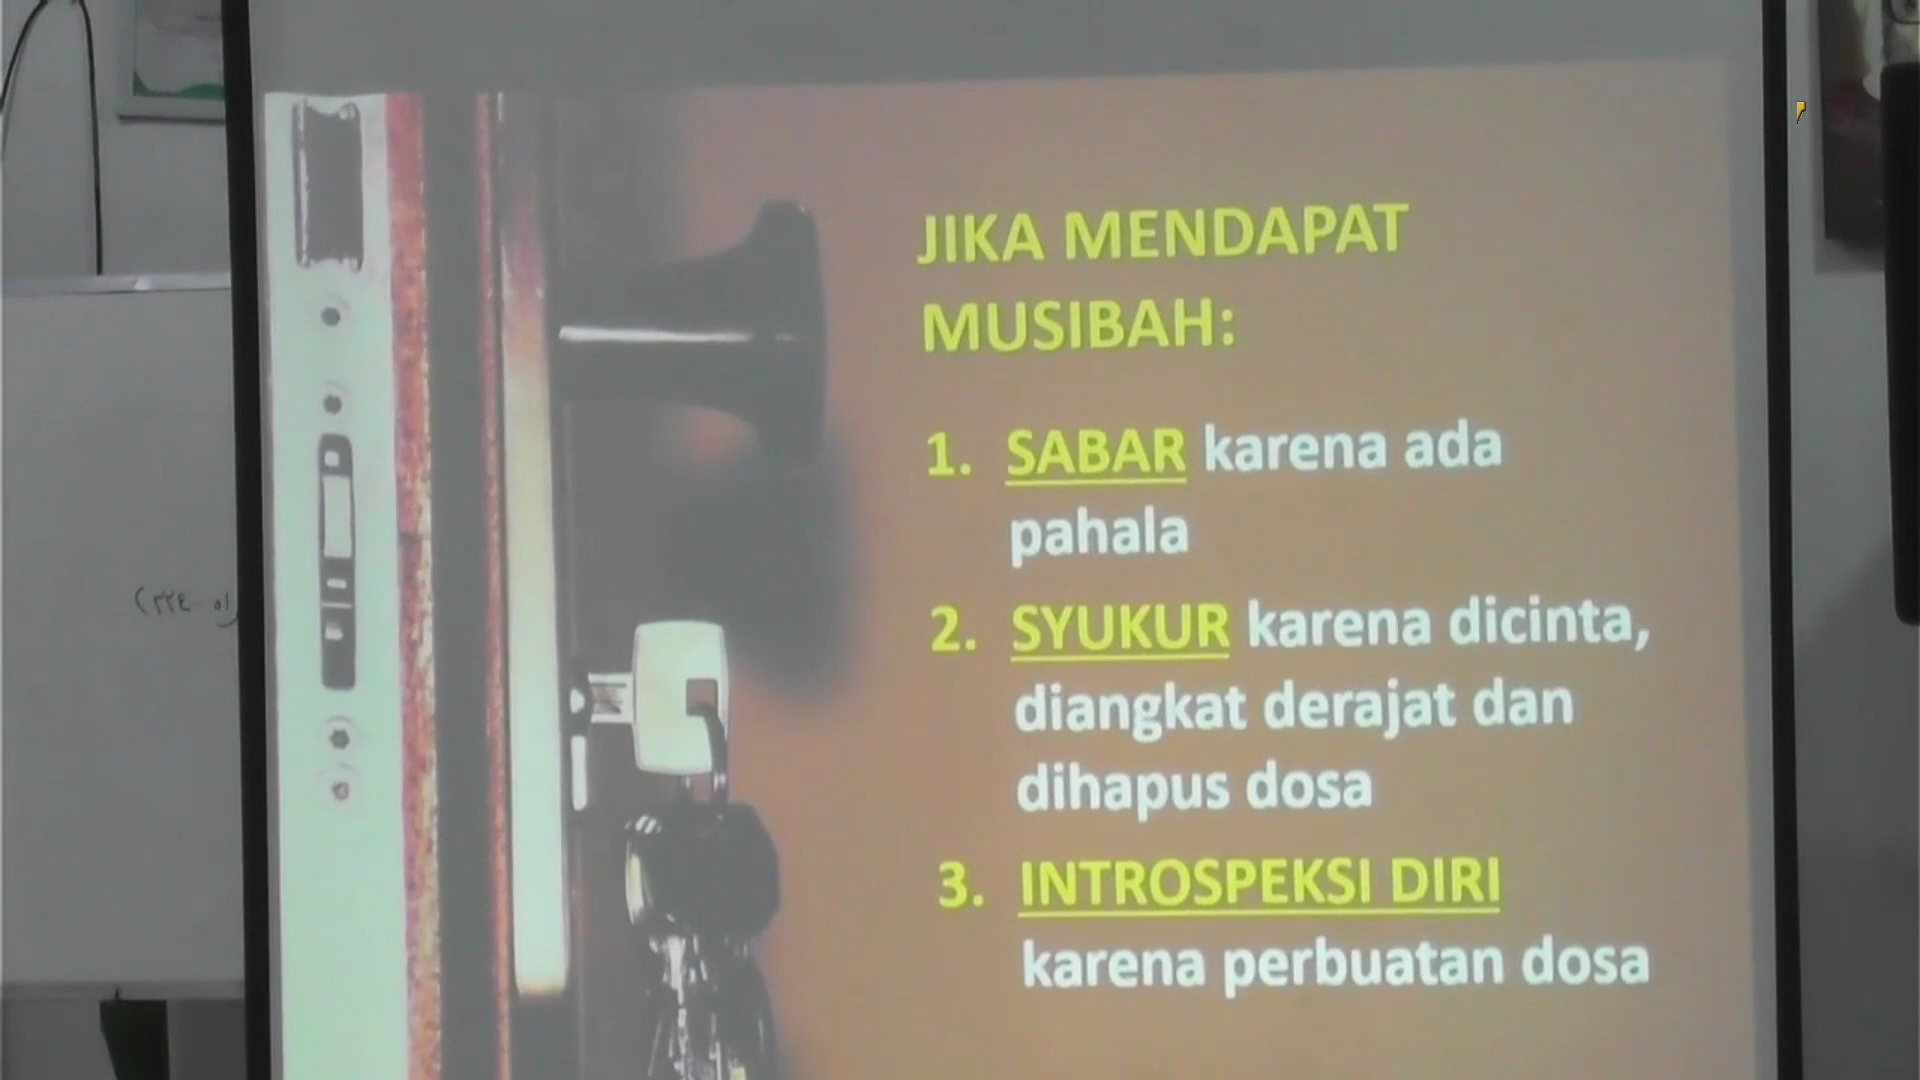 JIKA MENDAPAT
MUSIBAH:
1. SABAR karena ada
pahala
2. SYUKUR karena dicinta,
diangkat derajat dan
dihapus dosa
3. INTROSPEKSI DIRI
karena perbuatan dosa